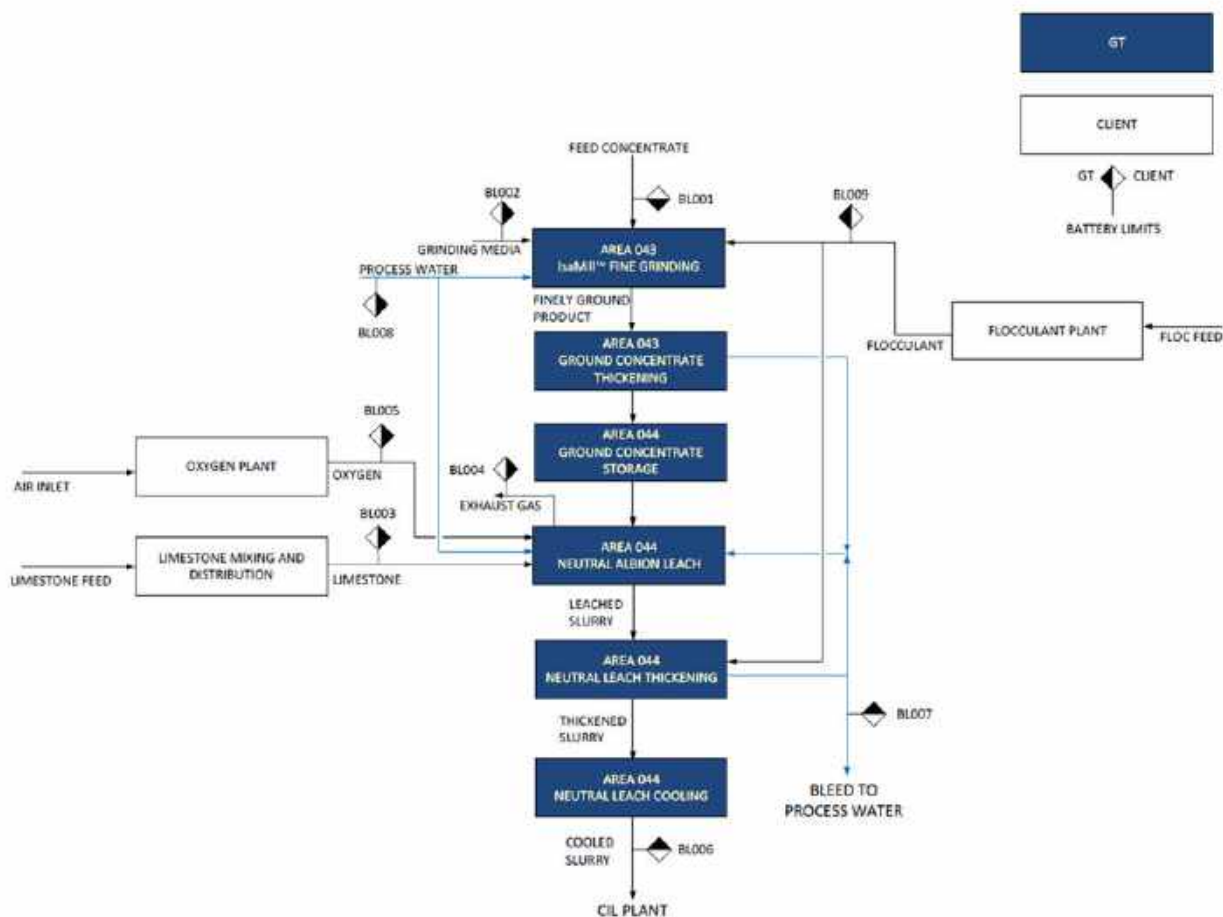 GT
CLIENT
GT CLIENT
BATTERY LIMITS
FEED CONCENTRATE
BL001
BL002
GRINDING MEDIA
BL009
PROCESS WATER
BL008
AREA 043
IsaMill™ FINE GRINDING
FINELY GROUND
PRODUCT
FLOCCULANT PLANT
FLOCCULANT
FLOC FEED
AREA 043
GROUND CONCENTRATE
THICKENING
AREA 044
GROUND CONCENTRATE
STORAGE
BL005
OXYGEN PLANT
OXYGEN
AIR INLET
BL004
EXHAUST GAS
BL003
LIMESTONE MIXING AND
DISTRIBUTION
LIMESTONE FEED
LIMESTONE
AREA 044
NEUTRAL ALBION LEACH
LEACHED
SLURRY
AREA 044
NEUTRAL LEACH THICKENING
BL007
THICKENED
SLURRY
AREA 044
NEUTRAL LEACH COOLING
BLEED TO
PROCESS WATER
COOLED
SLURRY
BL006
CIL PLANT